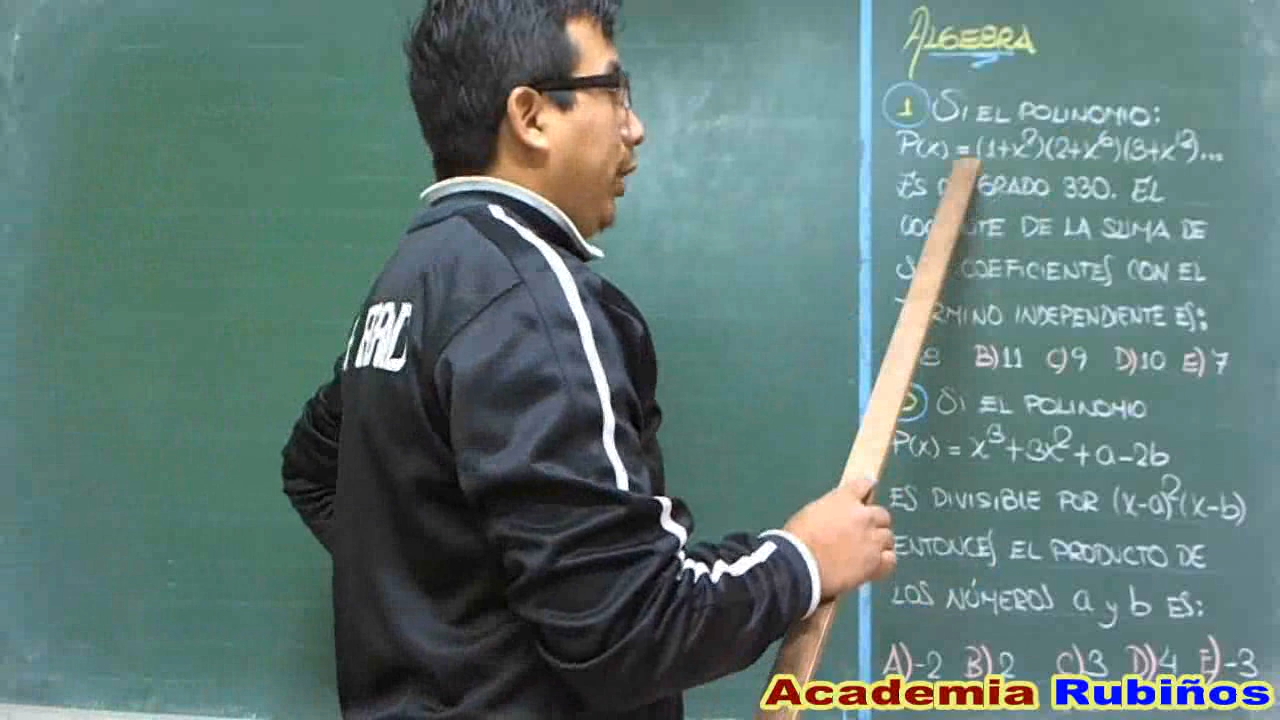 ALGEBRA
1 SI EL POLINOMIO:
P(x) = (1+x²)(2+x⁶)(3+x¹²)...
ES GRADO 330. EL
DE LA SUMA DE
COEFICIENTES CON EL
INDEPENDIENTE ES:
8 B) 11 C) 9 D) 10 E) 7
SI EL POLINOMIO
P(x) = x³+3x²+a-2b
ES DIVISIBLE POR (x-a)²(x-b)
ENTONCES EL PRODUCTO DE
LOS NÚMEROS a y b ES:
A) -2 B) 2 C) 3 D) 4 E) -3
Academia Rubiños